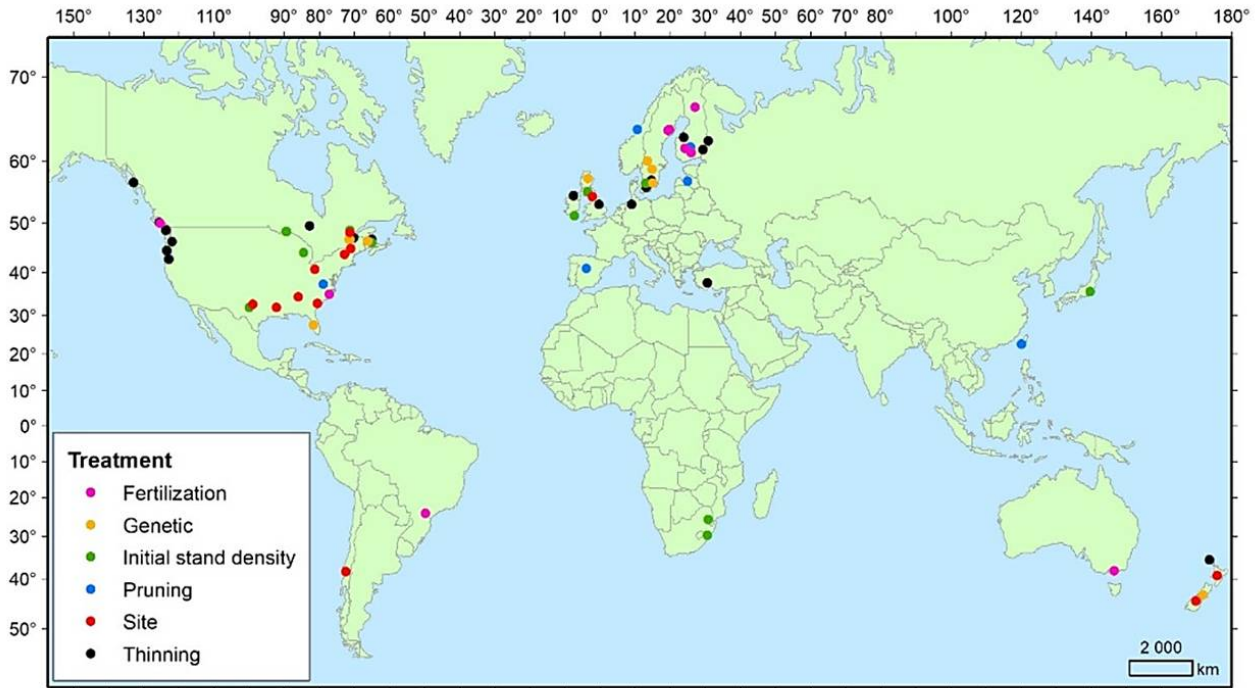 150° 130° 110° 90° 80° 70° 60° 50° 40° 30° 20° 10° 0° 10° 20° 30° 40° 50° 60° 70° 80° 100° 120° 140° 160° 180°
70°
60°
50°
40°
30°
20°
10°
0°
10°
20°
30°
40°
50°
Treatment
Fertilization
Genetic
Initial stand density
Pruning
Site
Thinning
2 000
km